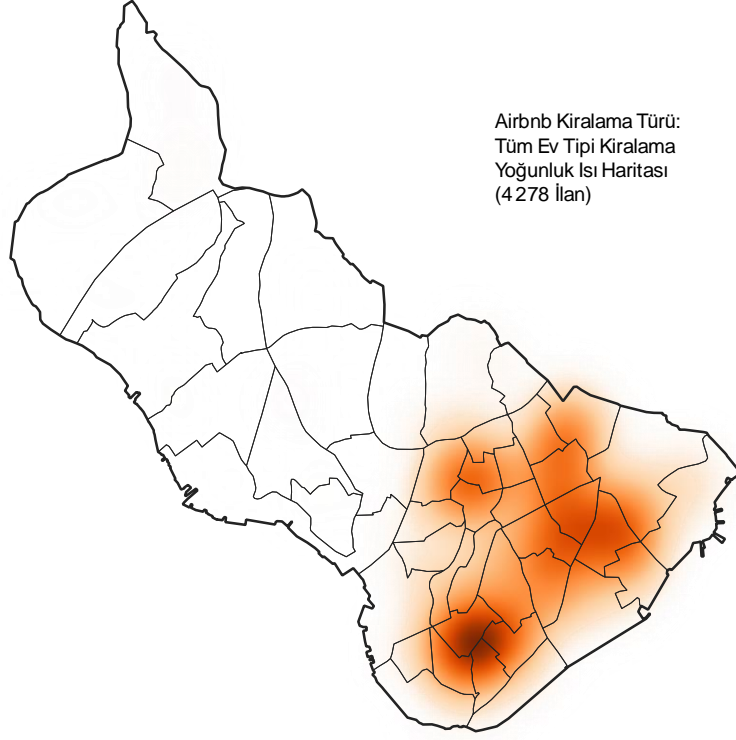 Airbnb Kiralama Türü:
Tüm Ev Tipi Kiralama
Yoğunluk Isı Haritası
(4 278 İlan)